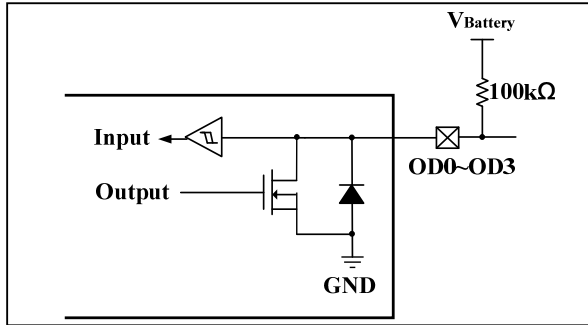 VBattery
100kΩ
Input
OD0~OD3
Output
GND